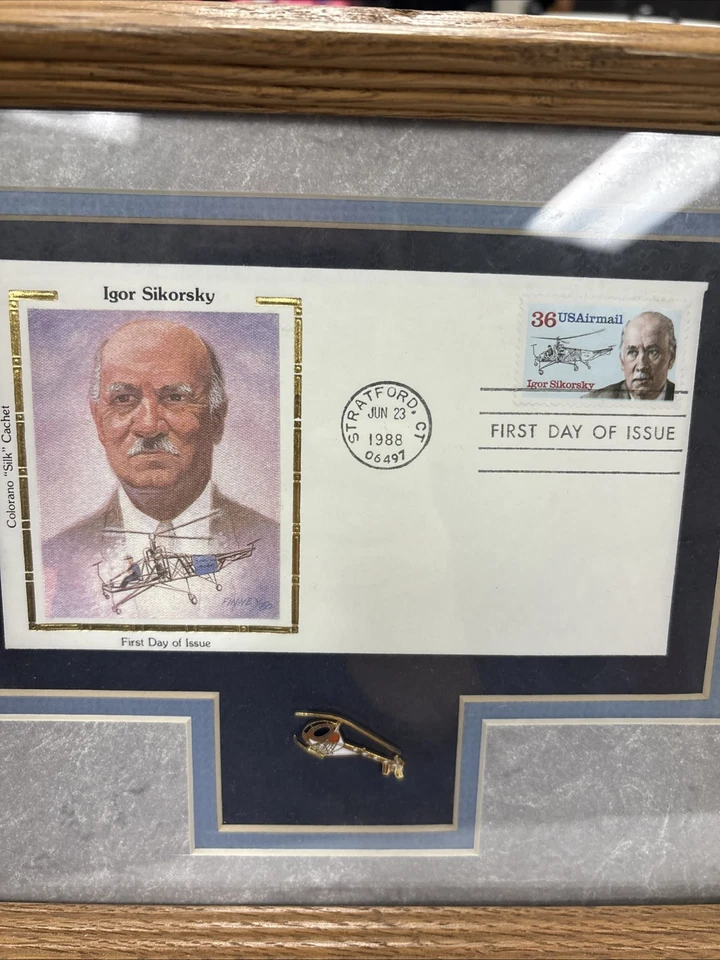 Igor Sikorsky
Colorano "Silk" Cachet
FINNEY
First Day of Issue
STRATFORD, CT
JUN 23
1988
06497
36 USAirmail
Igor Sikorsky
FIRST DAY OF ISSUE